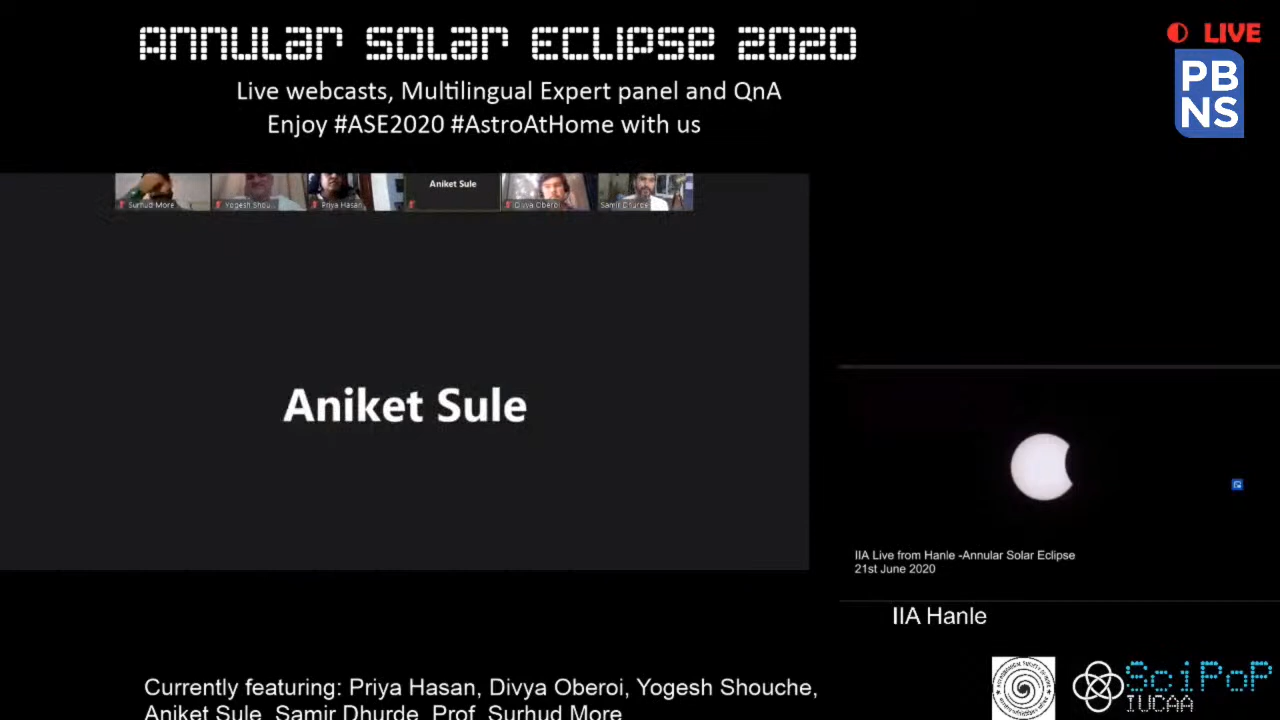 ANNULAR SOLAR ECLIPSE 2020
LIVE
PB
NS
Live webcasts, Multilingual Expert panel and QnA
Enjoy #ASE2020 #AstroAtHome with us
Surhud More
Yogesh Shou...
Priya Hasan
Aniket Sule
Divya Oberoi
Samir Dhurde
Aniket Sule
IIA Live from Hanle -Annular Solar Eclipse
21st June 2020
IIA Hanle
Currently featuring: Priya Hasan, Divya Oberoi, Yogesh Shouche,
Aniket Sule, Samir Dhurde, Prof. Surhud More
SciPoP
IUCAA